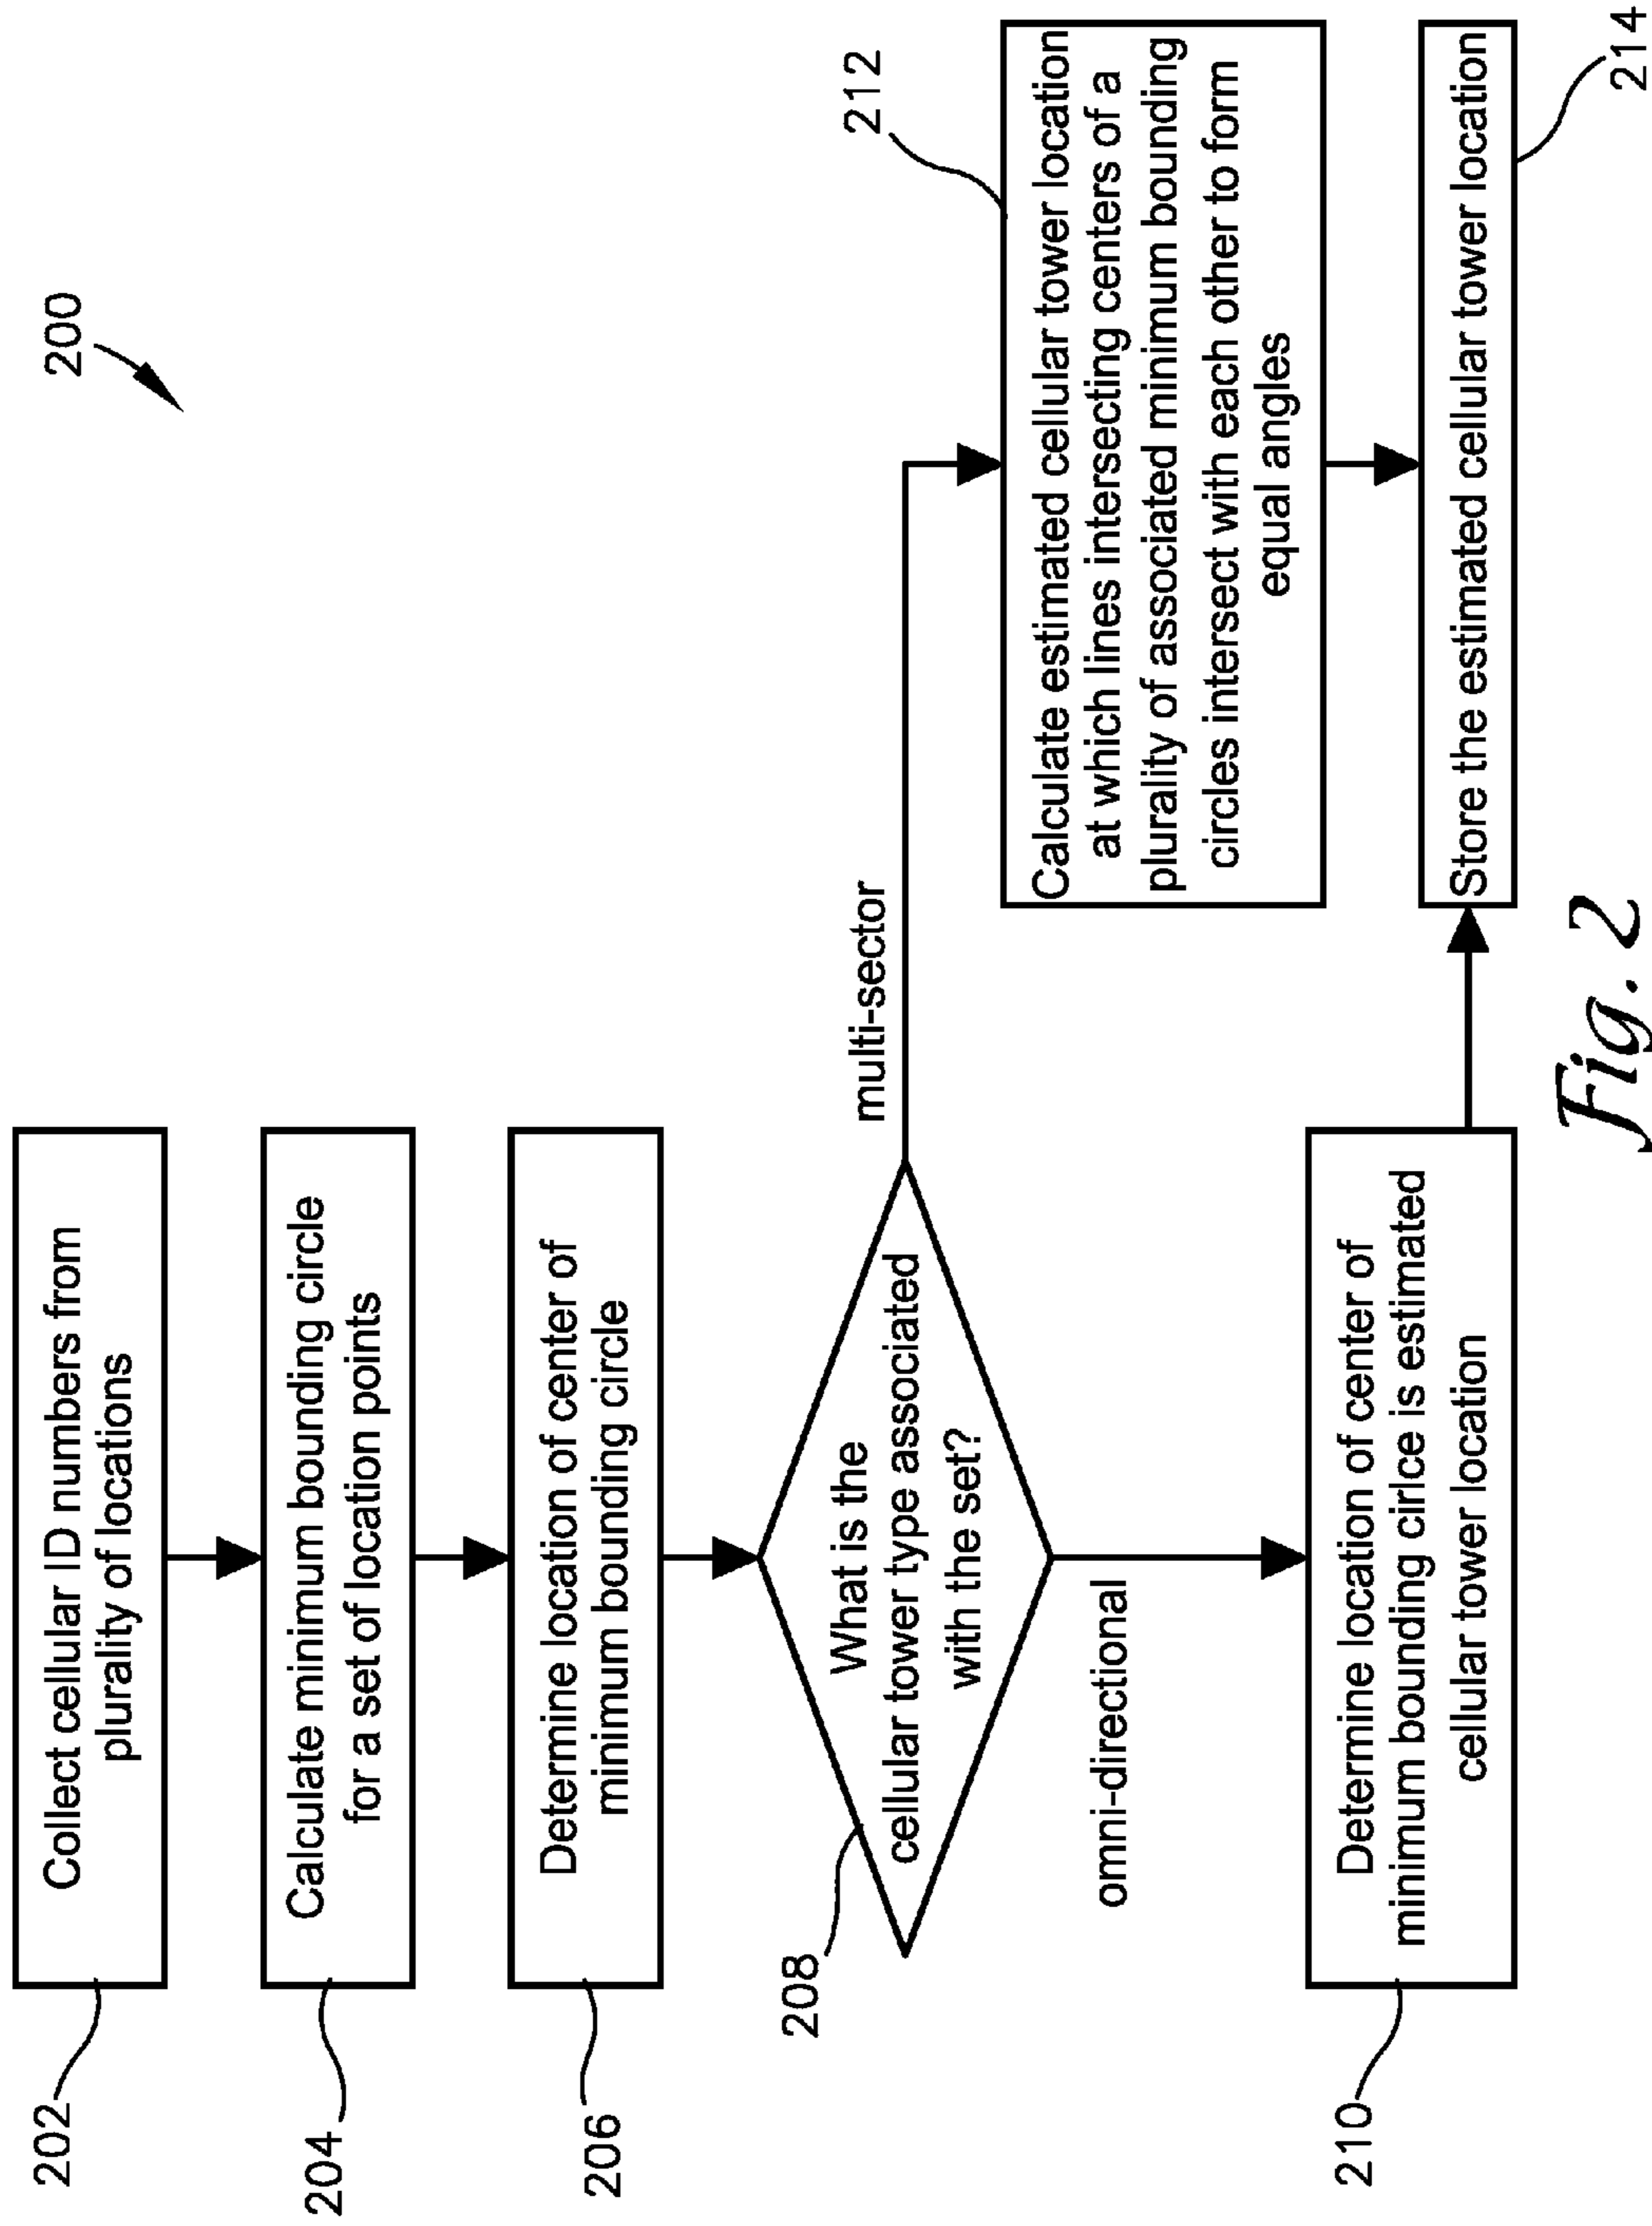 200
202
Collect cellular ID numbers from
plurality of locations
204
Calculate minimum bounding circle
for a set of location points
206
Determine location of center of
minimum bounding circle
208
What is the
cellular tower type associated
with the set?
multi-sector
omni-directional
210
Determine location of center of
minimum bounding cirlce is estimated
cellular tower location
212
Calculate estimated cellular tower location
at which lines intersecting centers of a
plurality of associated minimum bounding
circles intersect with each other to form
equal angles
Store the estimated cellular tower location
214
Fig. 2